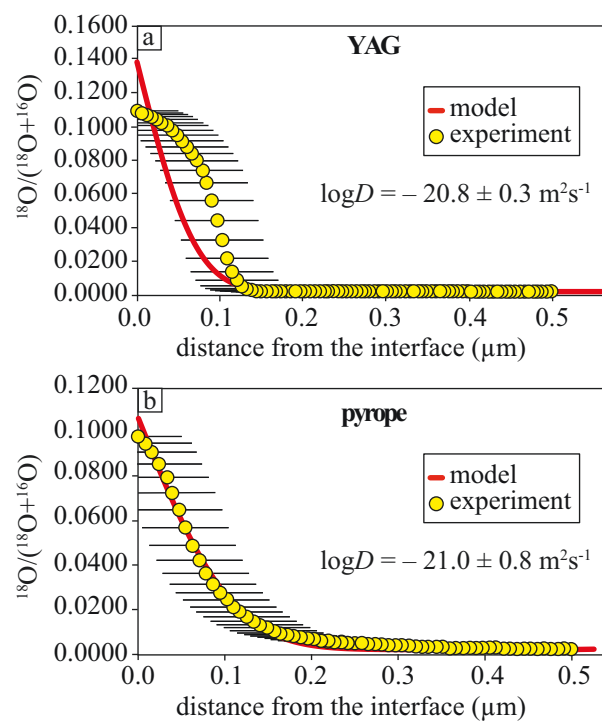 0.1600
a
YAG
0.1400
0.1200
0.1000
0.0800
0.0600
0.0400
0.0200
0.0000
¹⁸O/(¹⁸O+¹⁶O)
model
experiment
logD = – 20.8 ± 0.3 m²s⁻¹
0.0 0.1 0.2 0.3 0.4 0.5
distance from the interface (µm)
0.1200
b
pyrope
0.1000
0.0800
0.0600
0.0400
0.0200
0.0000
¹⁸O/(¹⁸O+¹⁶O)
model
experiment
logD = – 21.0 ± 0.8 m²s⁻¹
0.0 0.1 0.2 0.3 0.4 0.5
distance from the interface (µm)